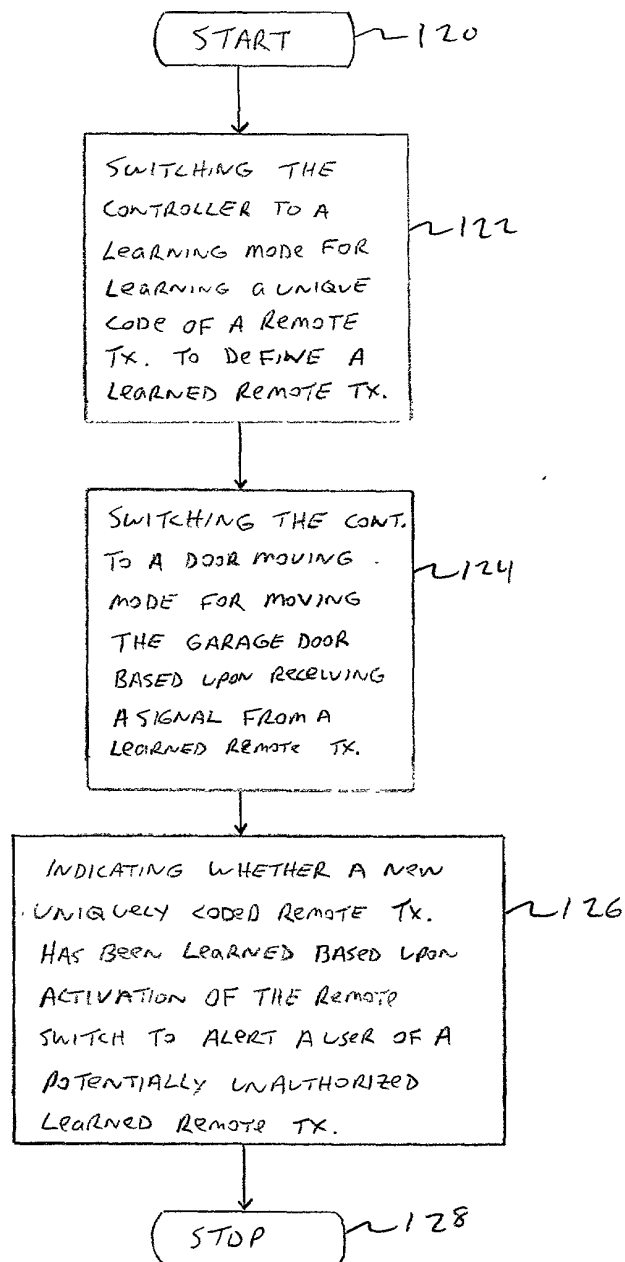 START 120
SWITCHING THE
CONTROLLER TO A
LEARNING MODE FOR
LEARNING A UNIQUE
CODE OF A REMOTE
TX. TO DEFINE A
LEARNED REMOTE TX.
122
SWITCHING THE CONT.
TO A DOOR MOVING
MODE FOR MOVING
THE GARAGE DOOR
BASED UPON RECEIVING
A SIGNAL FROM A
LEARNED REMOTE TX.
124
INDICATING WHETHER A NEW
UNIQUELY CODED REMOTE TX.
HAS BEEN LEARNED BASED UPON
ACTIVATION OF THE REMOTE
SWITCH TO ALERT A USER OF A
POTENTIALLY UNAUTHORIZED
LEARNED REMOTE TX.
126
STOP 128